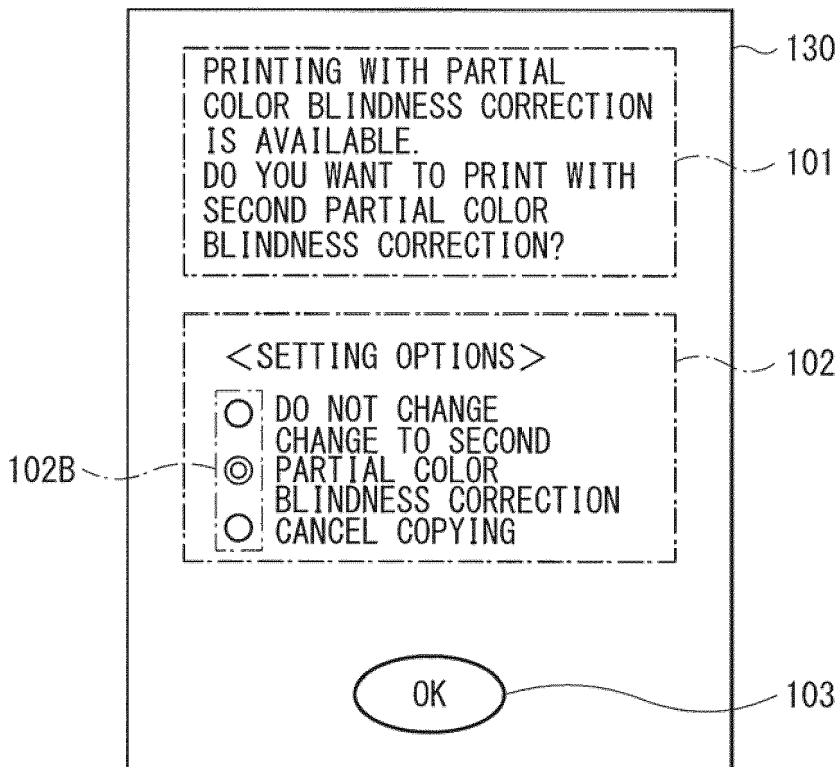 130
PRINTING WITH PARTIAL
COLOR BLINDNESS CORRECTION
IS AVAILABLE.
DO YOU WANT TO PRINT WITH
SECOND PARTIAL COLOR
BLINDNESS CORRECTION?
101
<SETTING OPTIONS>
102
DO NOT CHANGE
CHANGE TO SECOND
PARTIAL COLOR
BLINDNESS CORRECTION
CANCEL COPYING
102B
OK
103